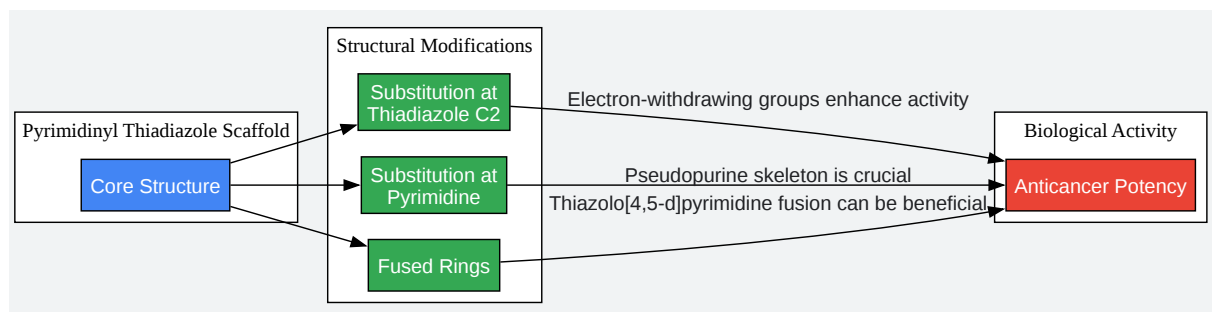 Pyrimidinyl Thiadiazole Scaffold
Core Structure
Structural Modifications
Substitution at
Thiadiazole C2
Substitution at
Pyrimidine
Fused Rings
Electron-withdrawing groups enhance activity
Pseudopurine skeleton is crucial
Thiazolo[4,5-d]pyrimidine fusion can be beneficial
Biological Activity
Anticancer Potency